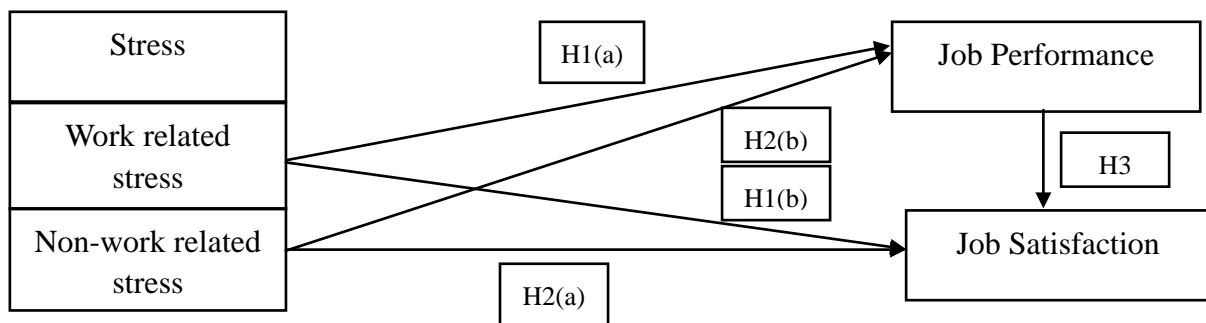 Stress
Work related
stress
Non-work related
stress
H1(a)
H2(b)
H1(b)
H2(a)
Job Performance
H3
Job Satisfaction